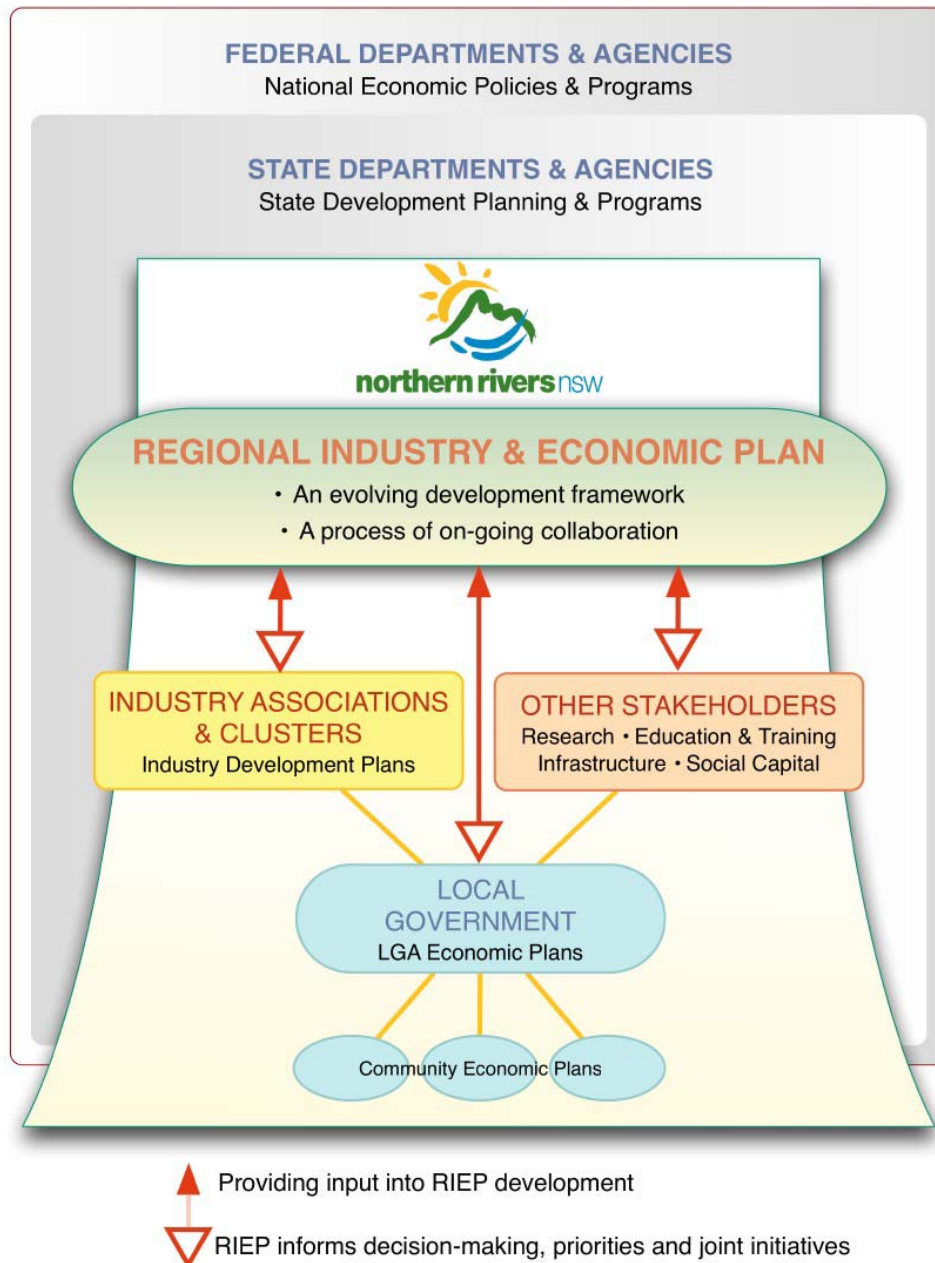 FEDERAL DEPARTMENTS & AGENCIES
National Economic Policies & Programs
STATE DEPARTMENTS & AGENCIES
State Development Planning & Programs
northern rivers nsw
REGIONAL INDUSTRY & ECONOMIC PLAN
• An evolving development framework
• A process of on-going collaboration
INDUSTRY ASSOCIATIONS
& CLUSTERS
Industry Development Plans
OTHER STAKEHOLDERS
Research • Education & Training
Infrastructure • Social Capital
LOCAL
GOVERNMENT
LGA Economic Plans
Community Economic Plans
Providing input into RIEP development
RIEP informs decision-making, priorities and joint initiatives